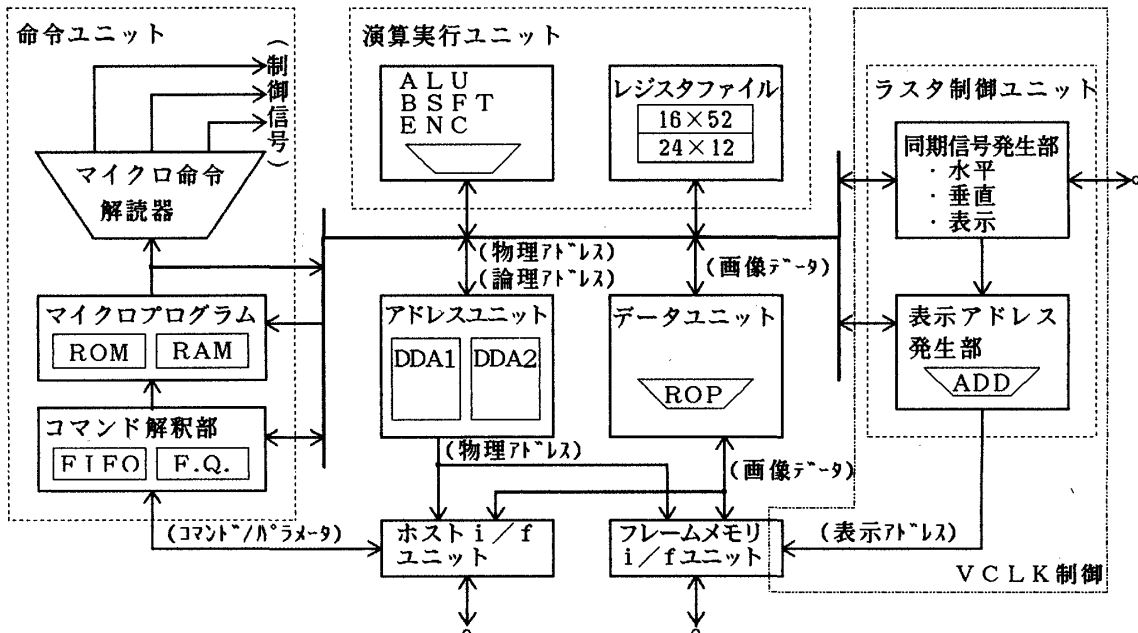 命令ユニット
(制御信号)
マイクロ命令
解読器
マイクロプログラム
ROM
RAM
コマンド解釈部
FIFO
F.Q.
(コマンド/パラメータ)
演算実行ユニット
ALU
BSFT
ENC
レジスタファイル
16×52
24×12
(物理アドレス)
(論理アドレス)
(画像データ)
アドレスユニット
DDA1
DDA2
データユニット
ROP
(物理アドレス)
(画像データ)
ホストi/f
ユニット
フレームメモリ
i/fユニット
ラスタ制御ユニット
同期信号発生部
・水平
・垂直
・表示
表示アドレス
発生部
ADD
(表示アドレス)
VCLK制御